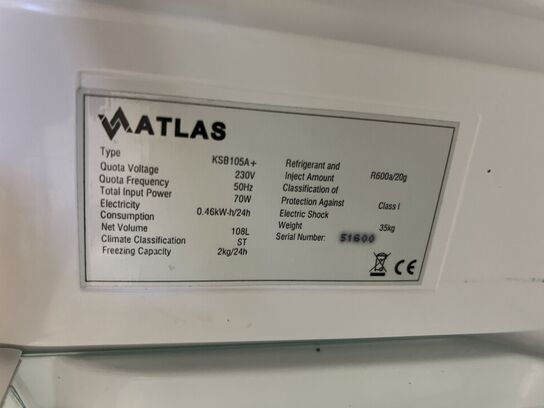 ATLAS
Type KSB105A+
Quota Voltage 230V
Quota Frequency 50Hz
Total Input Power 70W
Electricity
Consumption 0.46kW-h/24h
Net Volume 108L
Climate Classification ST
Freezing Capacity 2kg/24h
Refrigerant and
Inject Amount R600a/20g
Classification of
Protection Against Class I
Electric Shock
Weight 35kg
Serial Number: 51600
CE